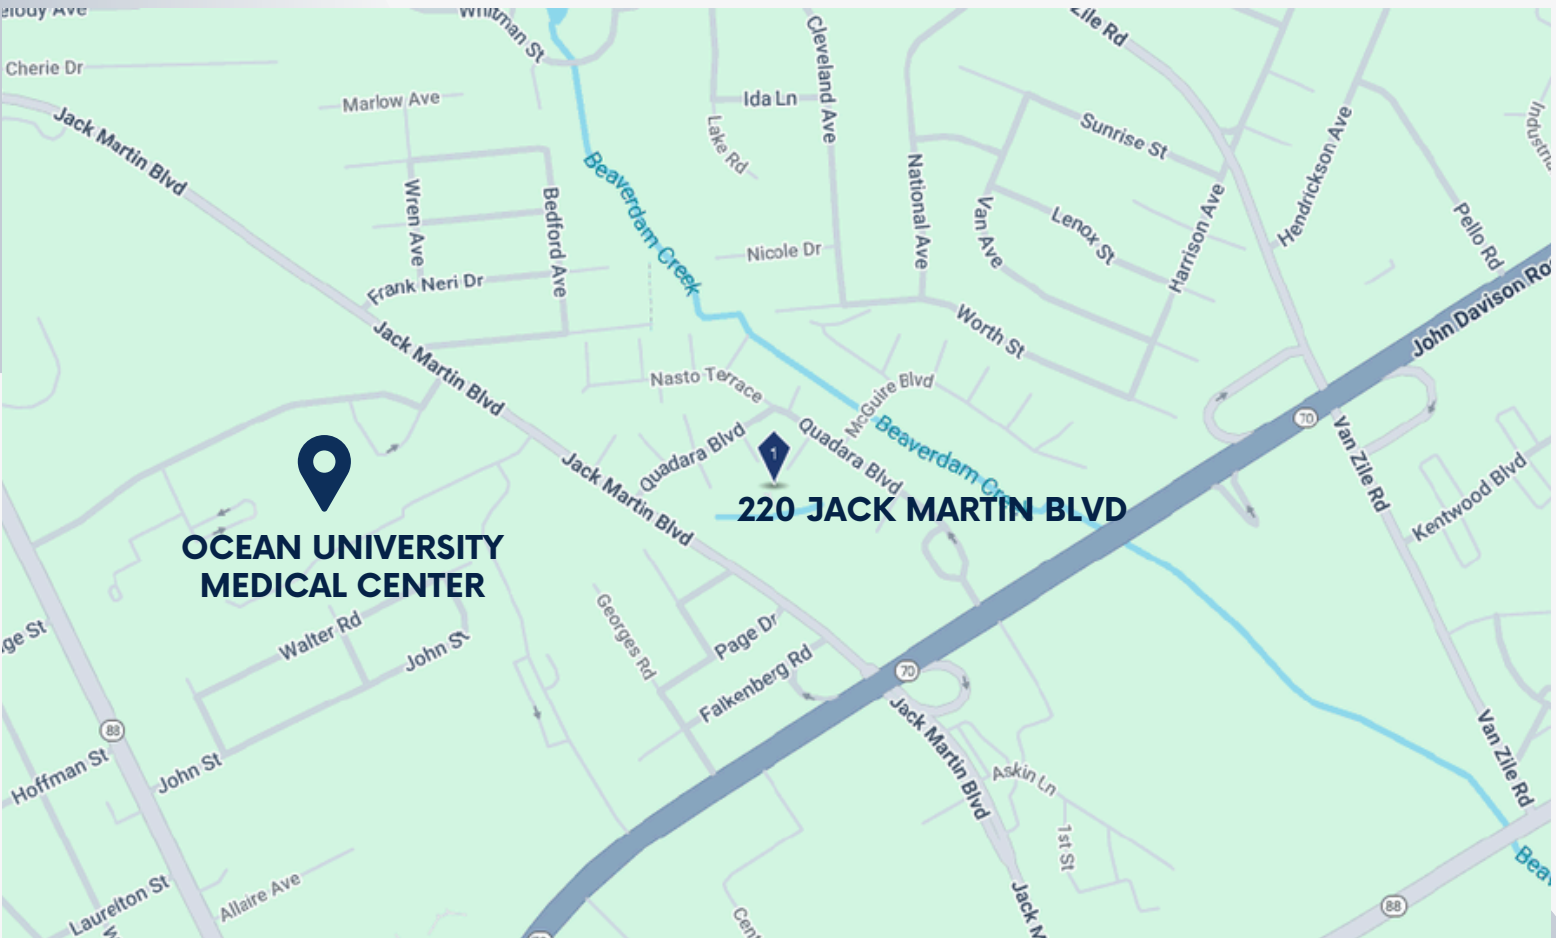 Whitman St
Cleveland Ave
Zile Rd
Cherie Dr
Marlow Ave
Ida Ln
Jack Martin Blvd
Lake Rd
Sunrise St
Hendrickson Ave
Beaverdam Creek
Wren Ave
Bedford Ave
National Ave
Van Ave
Lenox St
Harrison Ave
Pello Rd
Nicole Dr
Frank Neri Dr
Worth St
John Davison Ro
Jack Martin Blvd
Nasto Terrace
McGuire Blvd
70
Quadara Blvd
1
Quadara Blvd
Beaverdam Cre
Van Zile Rd
Kentwood Blvd
Jack Martin Blvd
220 JACK MARTIN BLVD
OCEAN UNIVERSITY
MEDICAL CENTER
Walter Rd
John St
Georges Rd
Page Dr
Falkenberg Rd
70
88
Hoffman St
John St
Jack Martin Blvd
Askin Ln
Van Zile Rd
1st St
Laurelton St
Allaire Ave
Jack M
88